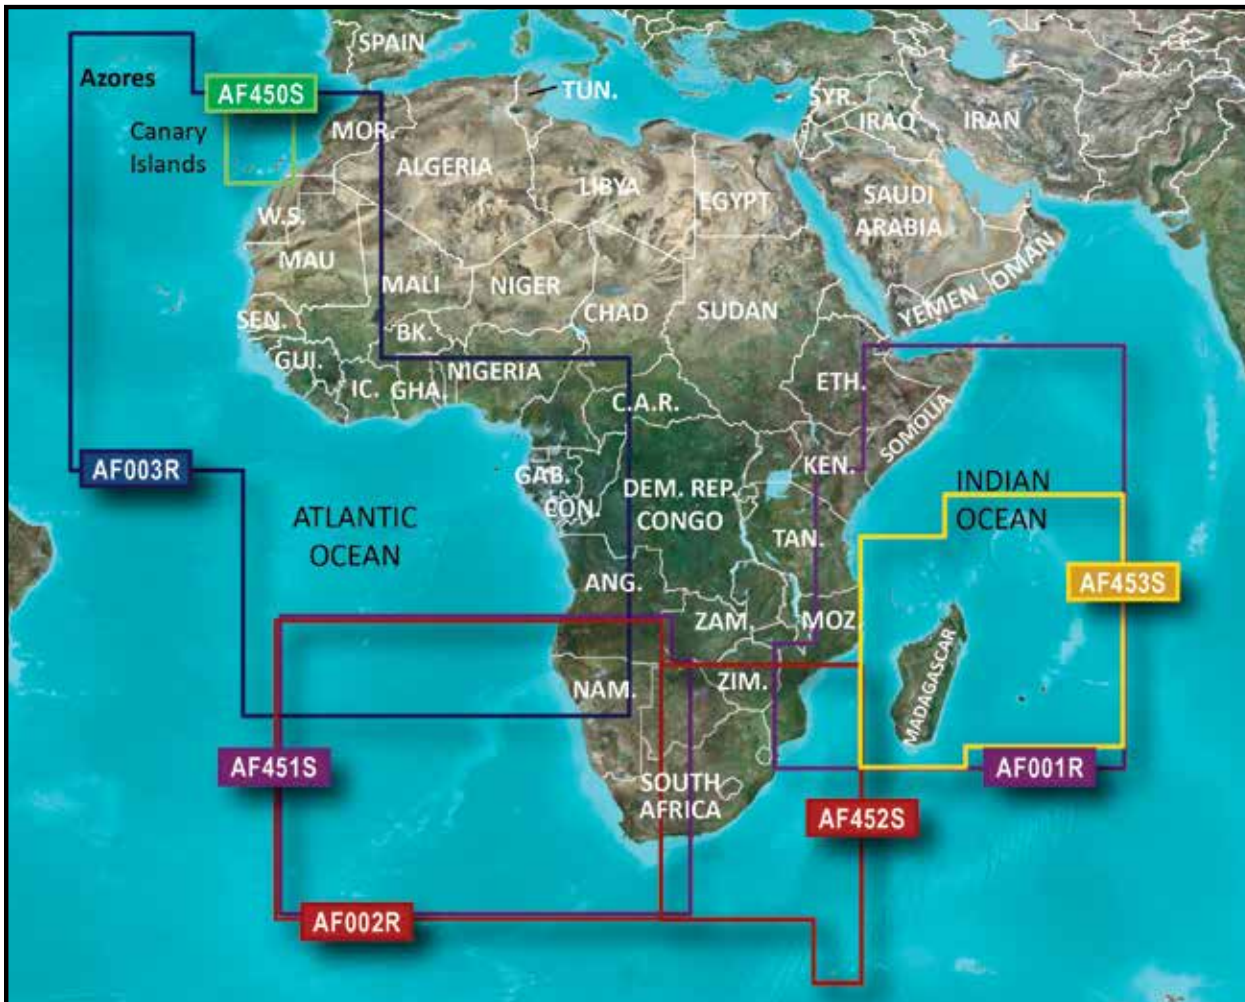 SPAIN
Azores
AF450S
TUN.
SYR.
IRAQ
IRAN
Canary
Islands
MOR.
ALGERIA
LIBYA
EGYPT
SAUDI
ARABIA
W.S.
MAU
MALI
NIGER
CHAD
SUDAN
YEMEN
OMAN
SEN.
BK.
GUI.
IC.
GHA.
NIGERIA
C.A.R.
ETH.
SOMOLIA
AF003R
GAB.
CON.
DEM. REP.
CONGO
KEN.
INDIAN
OCEAN
ATLANTIC
OCEAN
TAN.
ANG.
AF453S
ZAM.
MOZ.
NAM.
ZIM.
MADAGASCAR
AF451S
SOUTH
AFRICA
AF001R
AF452S
AF002R